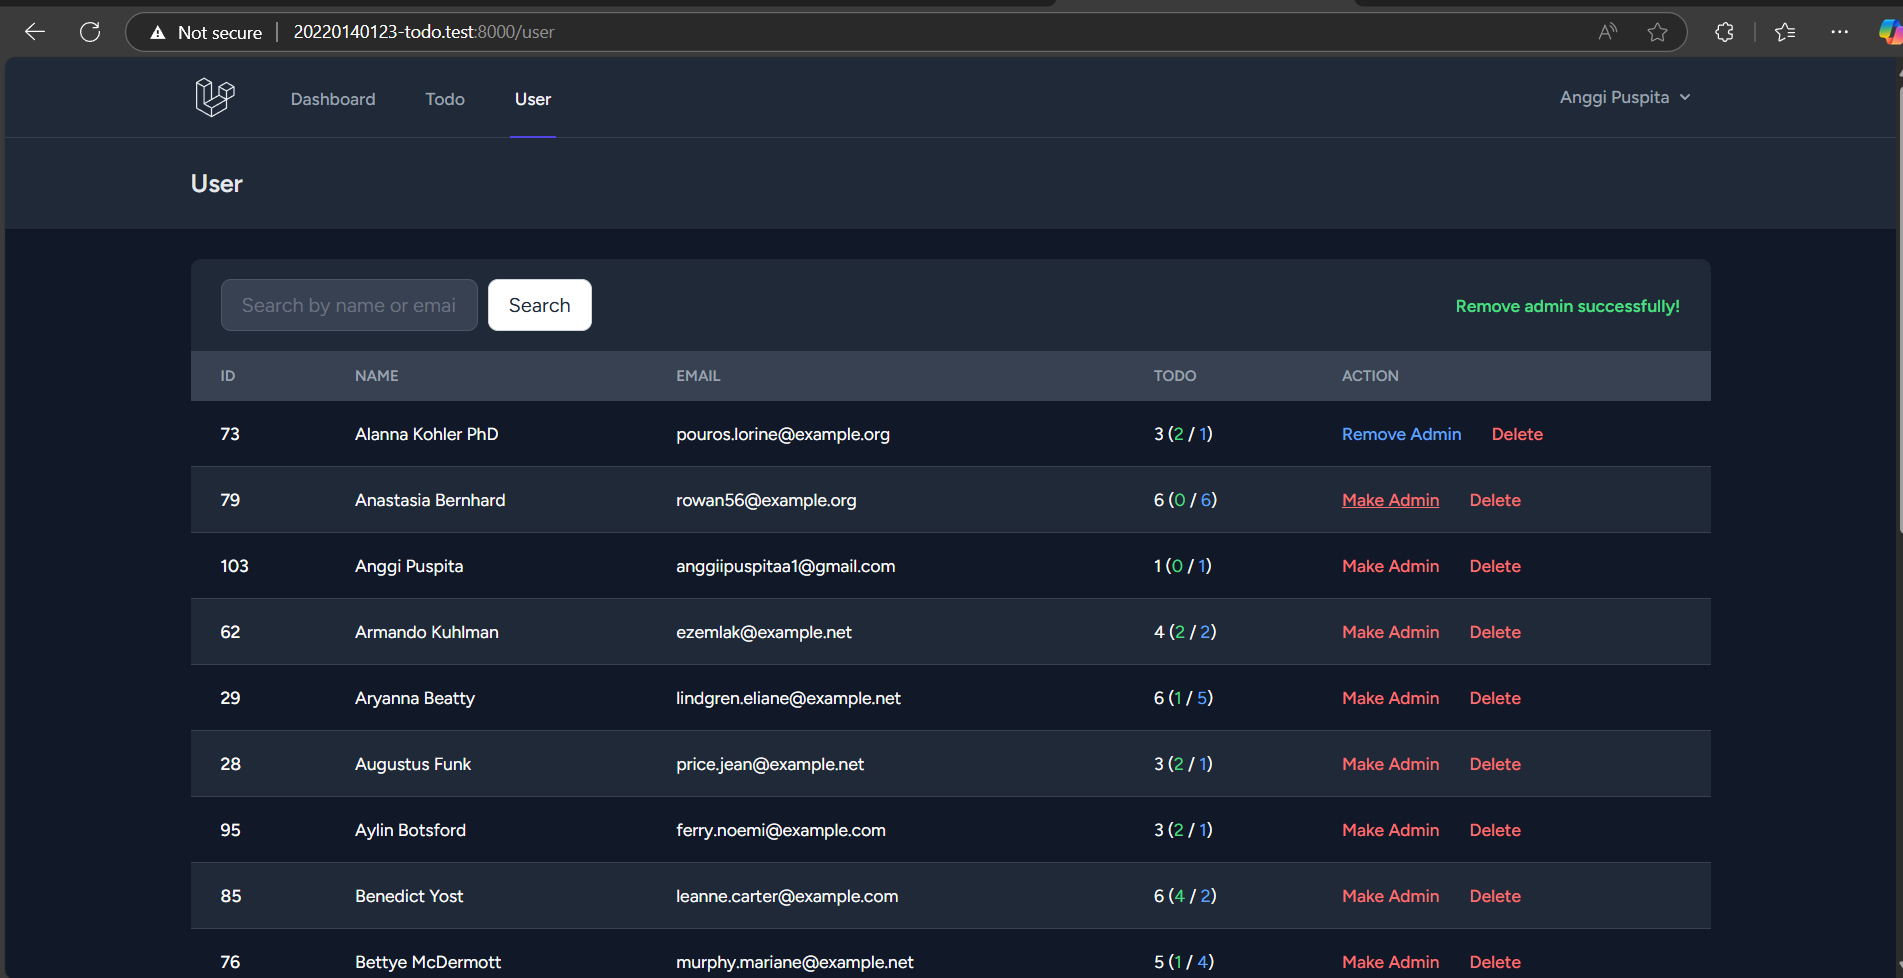 Not secure | 20220140123-todo.test:8000/user
Dashboard Todo User Anggi Puspita
User
Search by name or emai Search Remove admin successfully!
ID NAME EMAIL TODO ACTION
73 Alanna Kohler PhD pouros.lorine@example.org 3 (2 / 1) Remove Admin Delete
79 Anastasia Bernhard rowan56@example.org 6 (0 / 6) Make Admin Delete
103 Anggi Puspita anggiipuspitaa1@gmail.com 1 (0 / 1) Make Admin Delete
62 Armando Kuhlman ezemlak@example.net 4 (2 / 2) Make Admin Delete
29 Aryanna Beatty lindgren.eliane@example.net 6 (1 / 5) Make Admin Delete
28 Augustus Funk price.jean@example.net 3 (2 / 1) Make Admin Delete
95 Aylin Botsford ferry.noemi@example.com 3 (2 / 1) Make Admin Delete
85 Benedict Yost leanne.carter@example.com 6 (4 / 2) Make Admin Delete
76 Bettye McDermott murphy.mariane@example.net 5 (1 / 4) Make Admin Delete